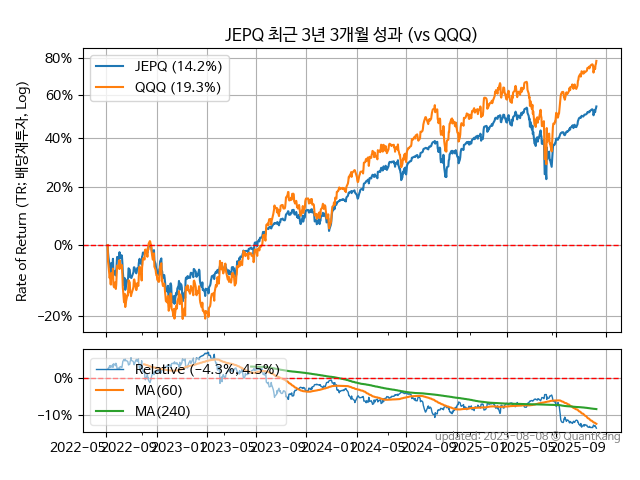 JEPQ 최근 3년 3개월 성과 (vs QQQ)
Rate of Return (TR: 배당재투자, Log)
80%
60%
40%
20%
0%
−20%
JEPQ (14.2%)
QQQ (19.3%)
2022-05
2022-09
2023-01
2023-05
2023-09
2024-01
2024-05
2024-09
2025-01
2025-05
2025-09
0%
−10%
Relative (−4.3%, 4.5%)
MA(60)
MA(240)
updated: 2025-08-08 © QuantKang